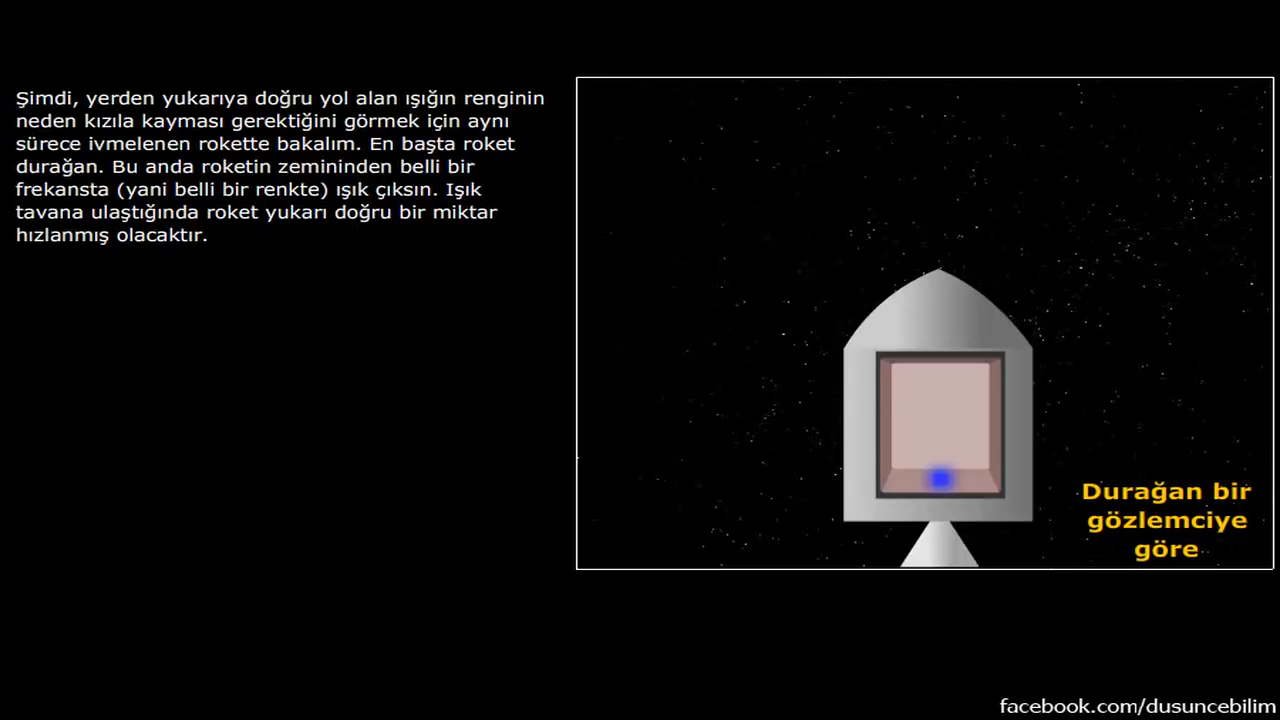 Şimdi, yerden yukarıya doğru yol alan ışığın renginin
neden kızıla kayması gerektiğini görmek için aynı
sürece ivmelenen rokette bakalım. En başta roket
durağan. Bu anda roketin zemininden belli bir
frekansta (yani belli bir renkte) ışık çıksın. Işık
tavana ulaştığında roket yukarı doğru bir miktar
hızlanmış olacaktır.
Durağan bir
gözlemciye
göre
facebook.com/dusuncebilim